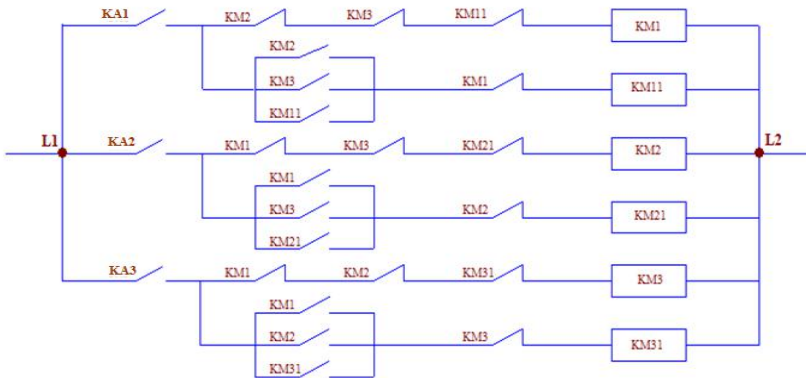 KA1 KM2 KM3 KM11 KM1
KM2
KM3 KM1 KM11
KM11
L1 KA2 KM1 KM3 KM21 KM2 L2
KM1
KM3 KM2 KM21
KM21
KA3 KM1 KM2 KM31 KM3
KM1
KM2 KM3 KM31
KM31